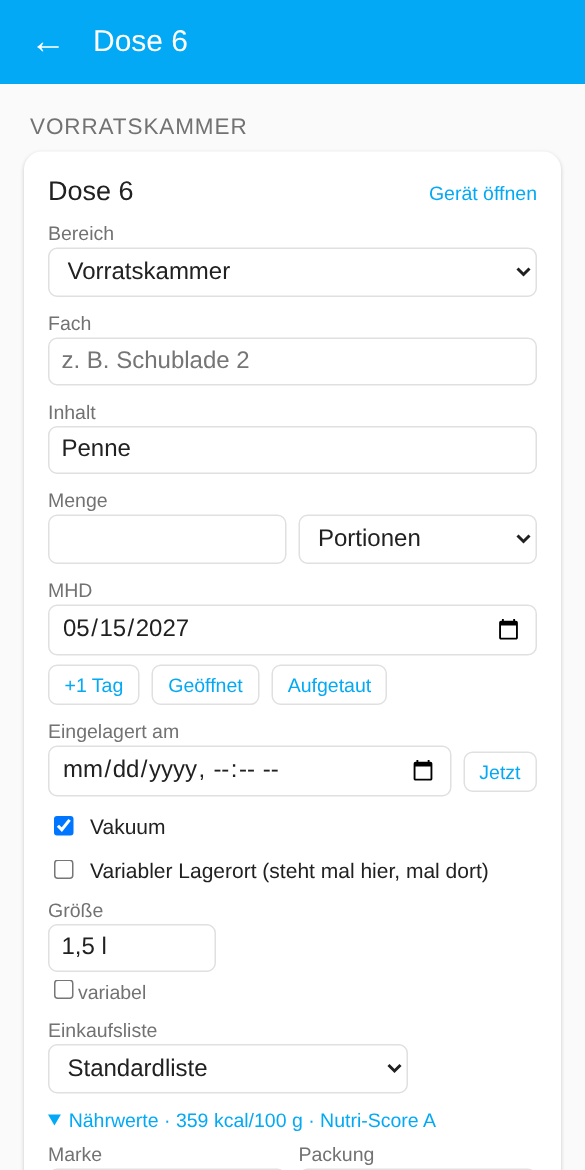 ← Dose 6
VORRATSKAMMER
Dose 6 Gerät öffnen
Bereich
Vorratskammer
Fach
z. B. Schublade 2
Inhalt
Penne
Menge
Portionen
MHD
05/15/2027
+1 Tag Geöffnet Aufgetaut
Eingelagert am
mm/dd/yyyy, --:-- -- Jetzt
Vakuum
Variabler Lagerort (steht mal hier, mal dort)
Größe
1,5 l
variabel
Einkaufsliste
Standardliste
▼ Nährwerte · 359 kcal/100 g · Nutri-Score A
Marke Packung